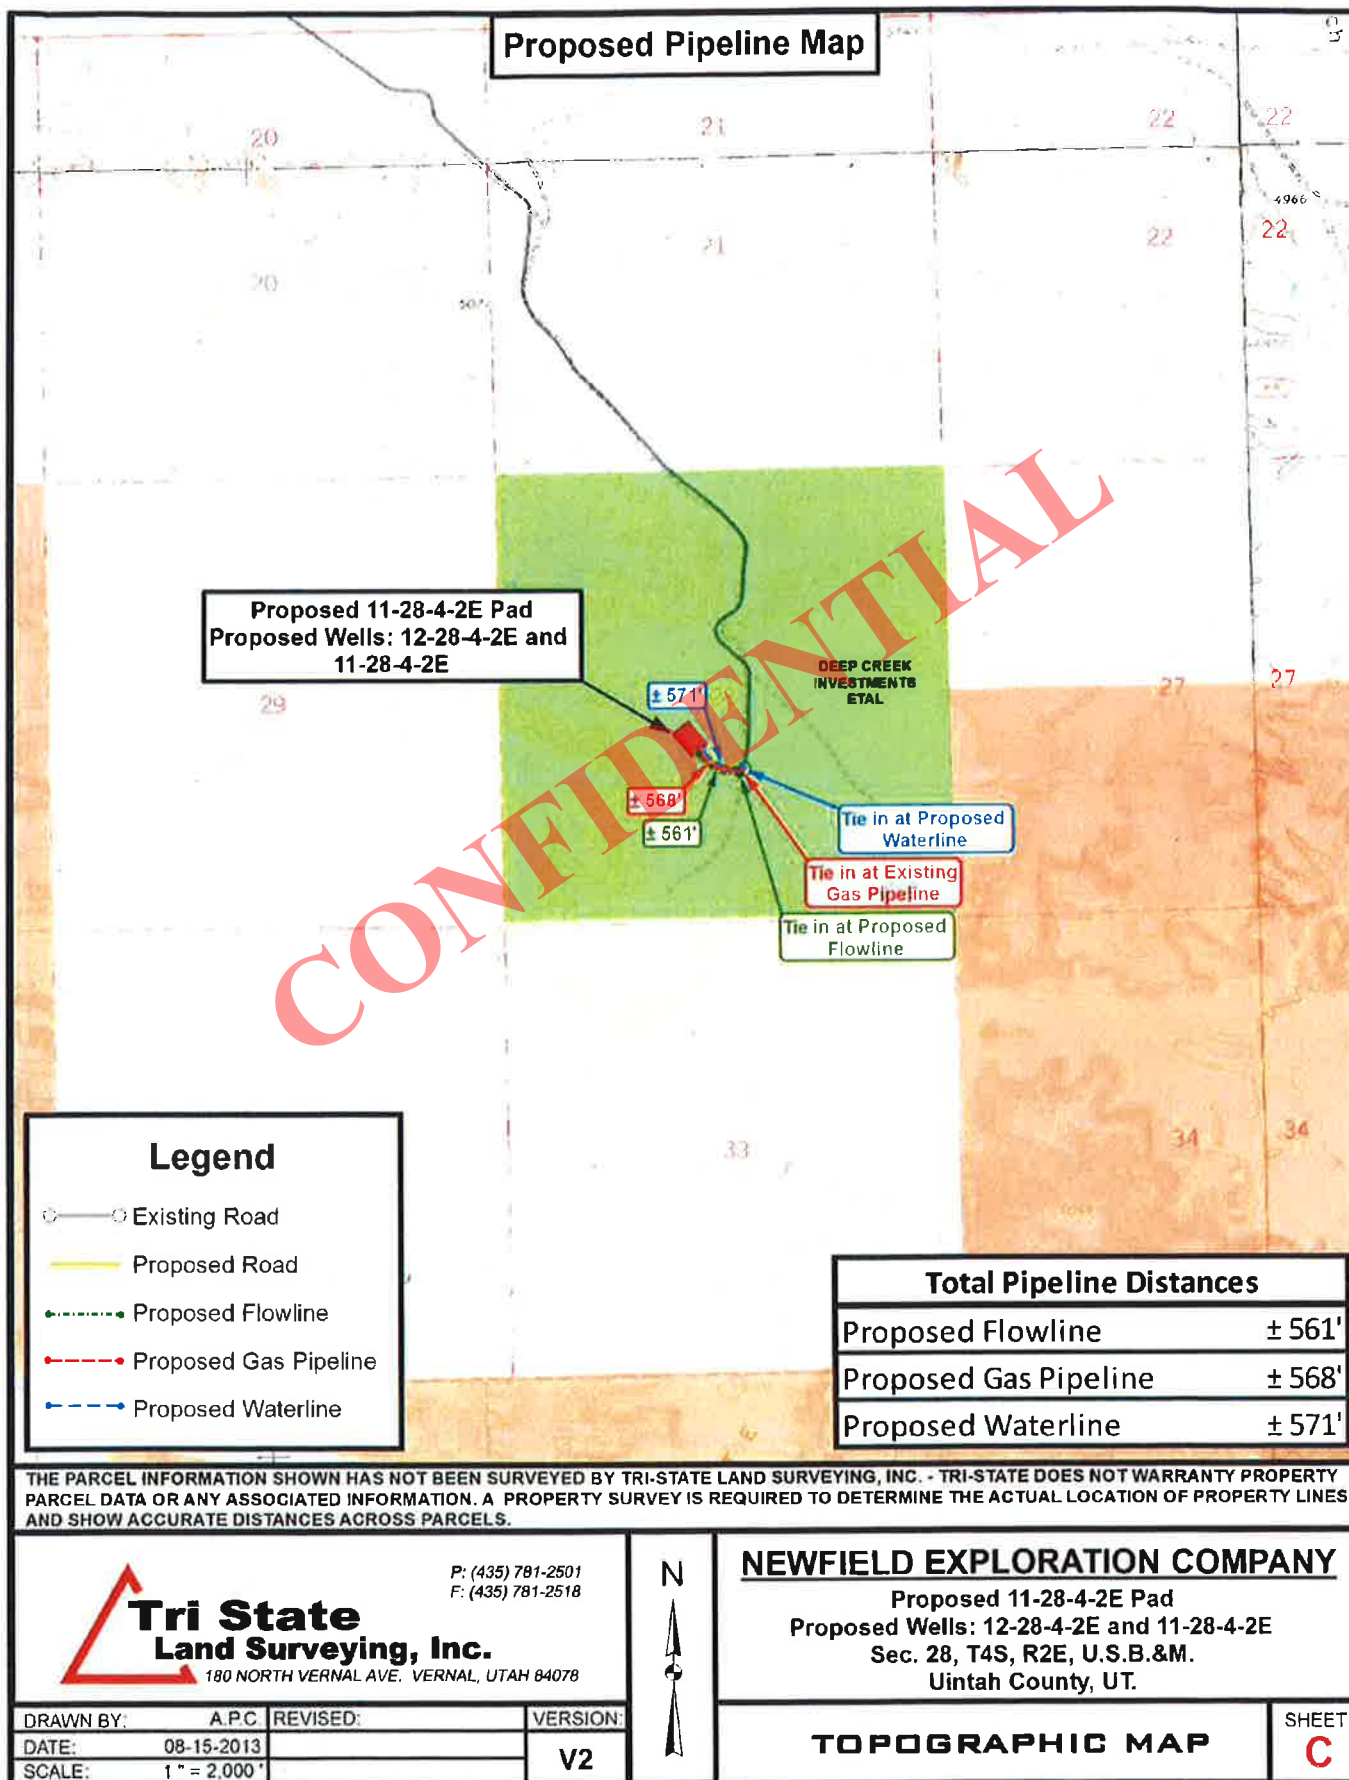 Proposed Pipeline Map
20
21
22
22
4966
20
21
22
22
Proposed 11-28-4-2E Pad
Proposed Wells: 12-28-4-2E and
11-28-4-2E
DEEP CREEK
INVESTMENTS
ETAL
29
± 571'
27
27
± 568'
± 561'
Tie in at Proposed
Waterline
Tie in at Existing
Gas Pipeline
Tie in at Proposed
Flowline
CONFIDENTIAL
33
34
34
Legend
Existing Road
Proposed Road
Proposed Flowline
Proposed Gas Pipeline
Proposed Waterline
Total Pipeline Distances
Proposed Flowline ± 561'
Proposed Gas Pipeline ± 568'
Proposed Waterline ± 571'
THE PARCEL INFORMATION SHOWN HAS NOT BEEN SURVEYED BY TRI-STATE LAND SURVEYING, INC. - TRI-STATE DOES NOT WARRANTY PROPERTY
PARCEL DATA OR ANY ASSOCIATED INFORMATION. A PROPERTY SURVEY IS REQUIRED TO DETERMINE THE ACTUAL LOCATION OF PROPERTY LINES
AND SHOW ACCURATE DISTANCES ACROSS PARCELS.
P: (435) 781-2501
F: (435) 781-2518
Tri State
Land Surveying, Inc.
180 NORTH VERNAL AVE. VERNAL, UTAH 84078
N
NEWFIELD EXPLORATION COMPANY
Proposed 11-28-4-2E Pad
Proposed Wells: 12-28-4-2E and 11-28-4-2E
Sec. 28, T4S, R2E, U.S.B.&M.
Uintah County, UT.
DRAWN BY: A.P.C. REVISED: VERSION:
DATE: 08-15-2013
V2
SCALE: 1 " = 2,000 '
TOPOGRAPHIC MAP
SHEET
C